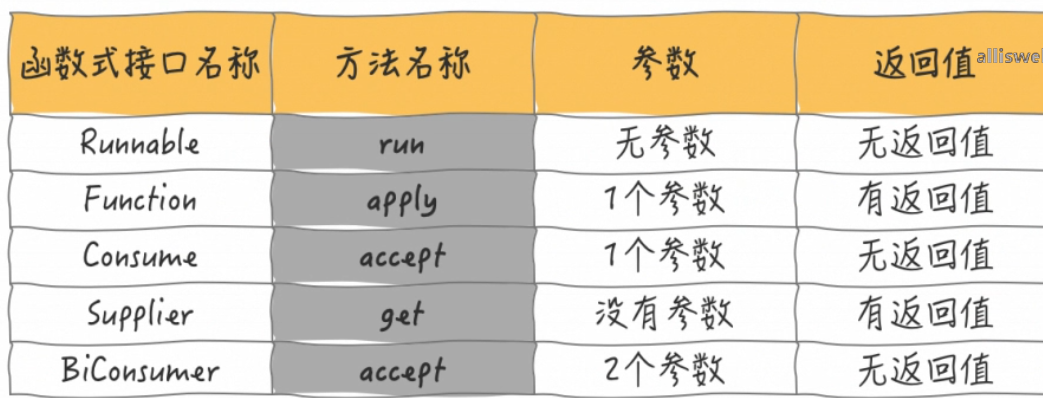 函数式接口名称 方法名称 参数 返回值
Runnable run 无参数 无返回值
Function apply 1个参数 有返回值
Consume accept 1个参数 无返回值
Supplier get 没有参数 有返回值
BiConsumer accept 2个参数 无返回值